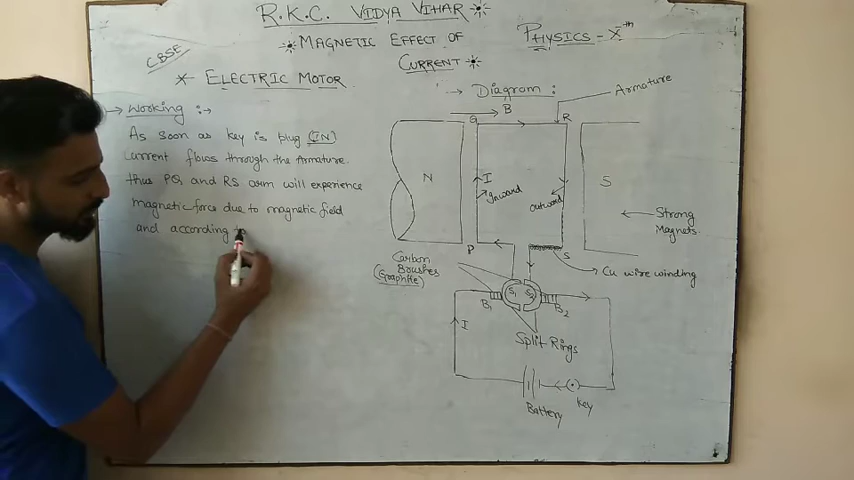 R.K.C. VIDYA VIHAR
MAGNETIC EFFECT OF
CURRENT
PHYSICS - X th
CBSE
ELECTRIC MOTOR
Working :-
As soon as key is plug (IN)
current flows through the Armature.
thus PQ and RS arm will experience
magnetic force due to magnetic field
and according
Diagram :
Armature
B
Q
R
N
I
Inward
outward
S
Strong
Magnets.
P
S
Carbon
Brushes
(Graphite)
Cu wire winding
S1
S2
B1
B2
I
Split Rings
Battery
Key